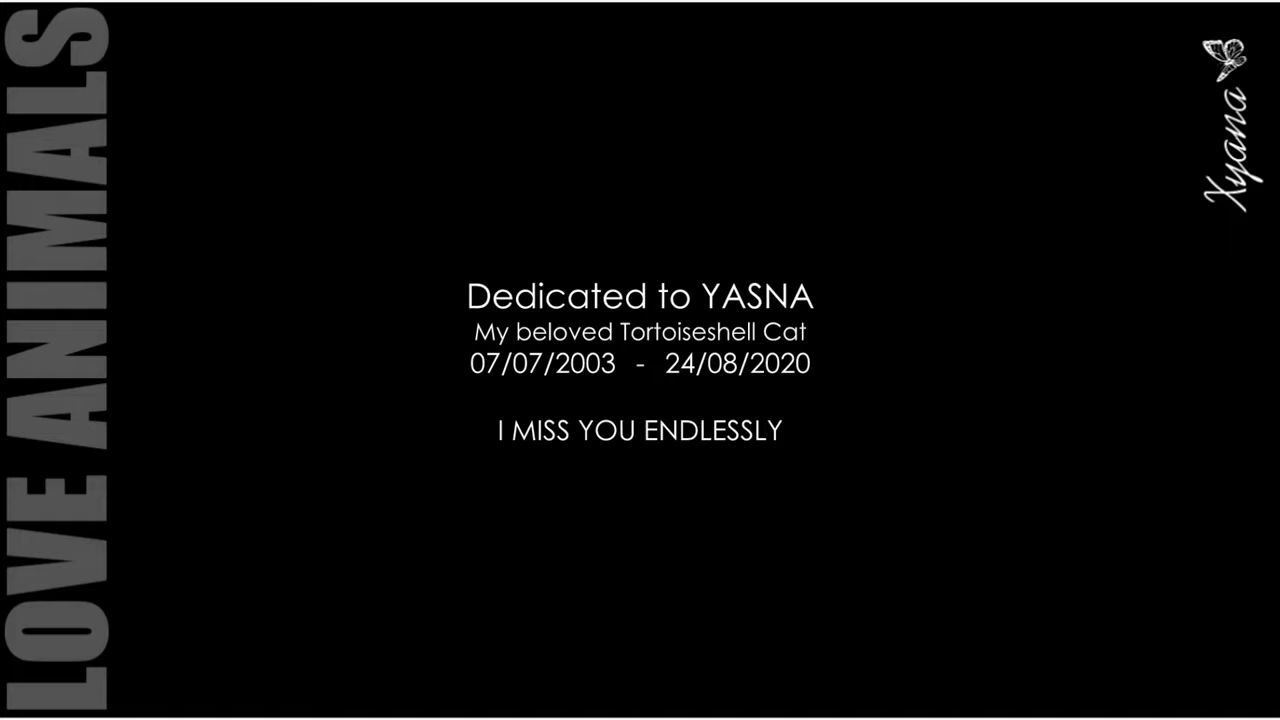 LOVE ANIMALS
Xyana
Dedicated to YASNA
My beloved Tortoiseshell Cat
07/07/2003 - 24/08/2020
I MISS YOU ENDLESSLY